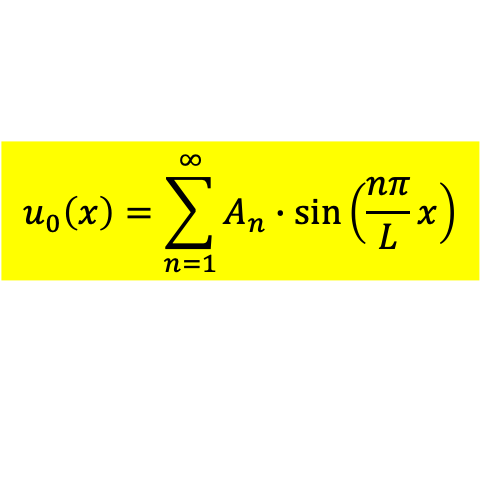 u₀(x) = ∑_{n=1}^{∞} Aₙ · sin (nπ/L x)